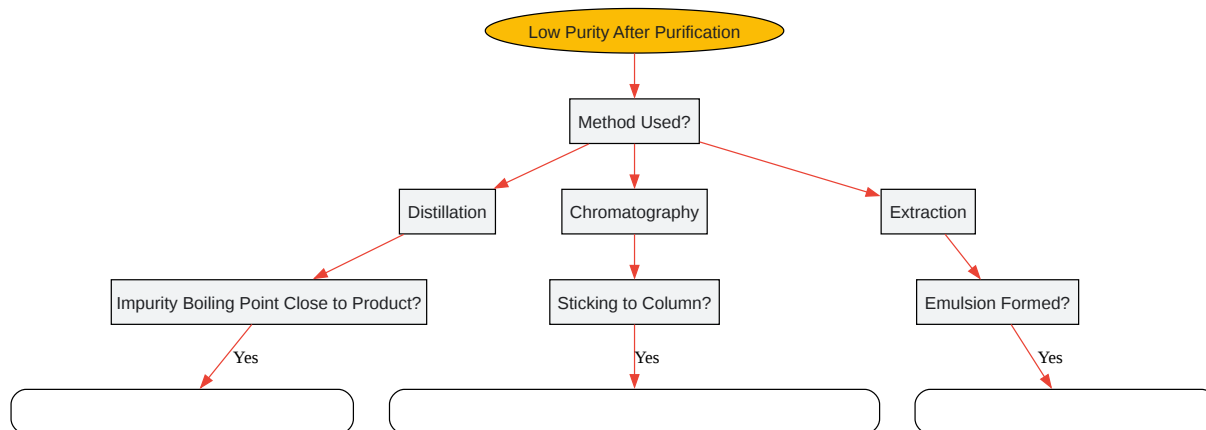 Low Purity After Purification
Method Used?
Distillation
Chromatography
Extraction
Impurity Boiling Point Close to Product?
Sticking to Column?
Emulsion Formed?
Yes
Yes
Yes